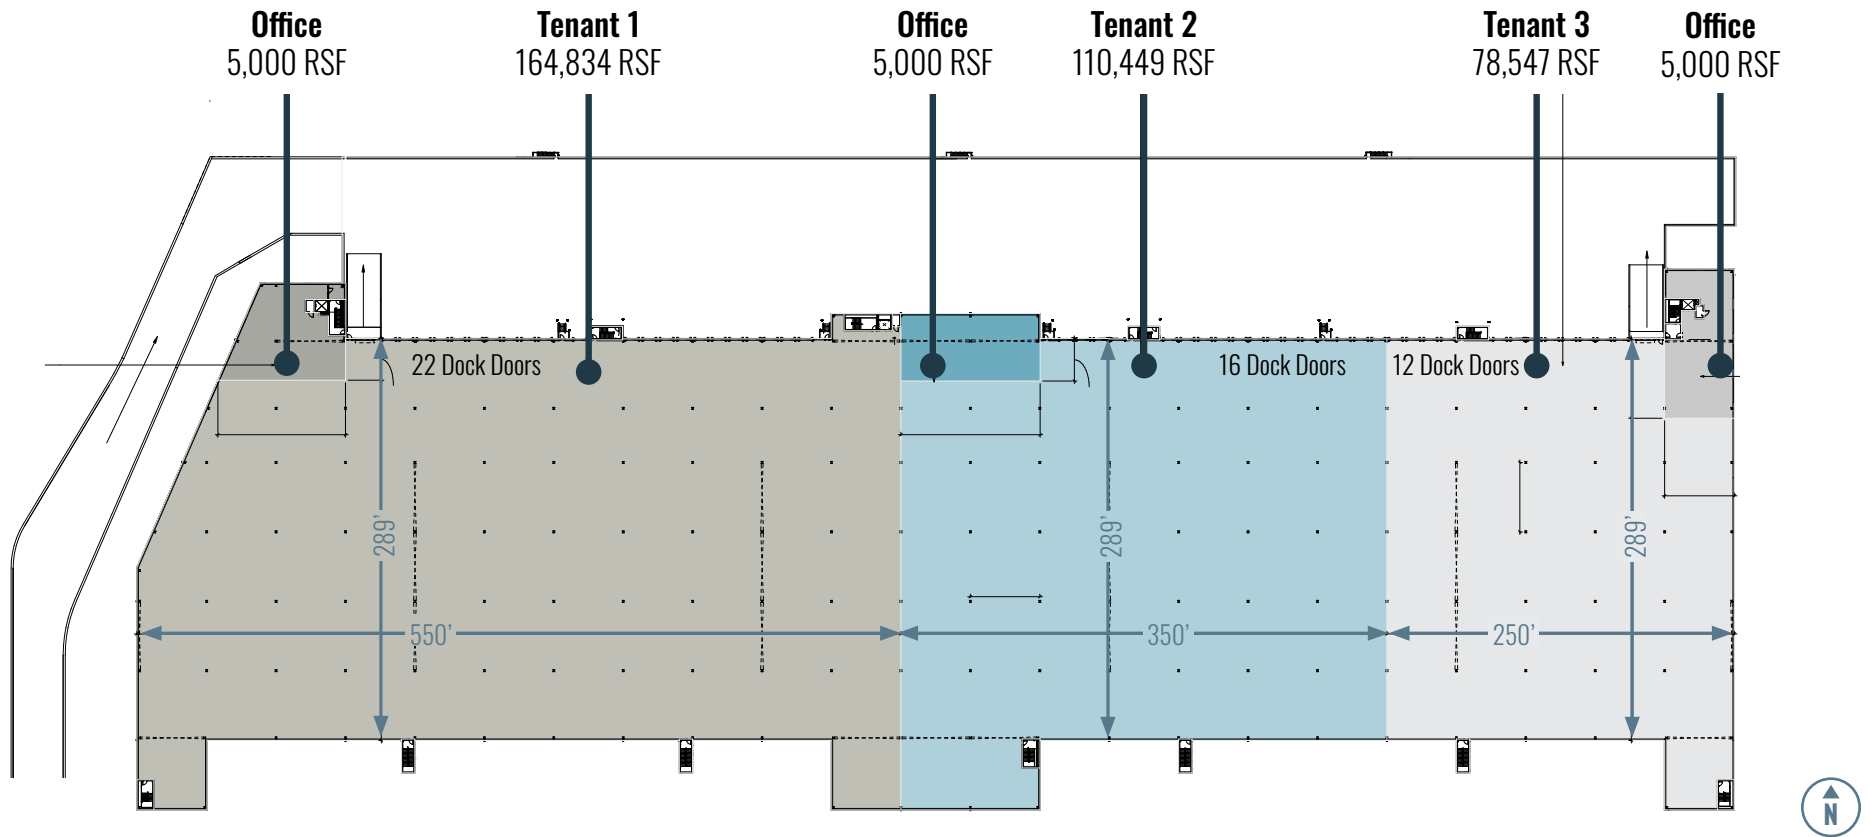 Office
5,000 RSF
Tenant 1
164,834 RSF
Office
5,000 RSF
Tenant 2
110,449 RSF
Tenant 3
78,547 RSF
Office
5,000 RSF
22 Dock Doors
16 Dock Doors
12 Dock Doors
289'
289'
289'
550'
350'
250'
N